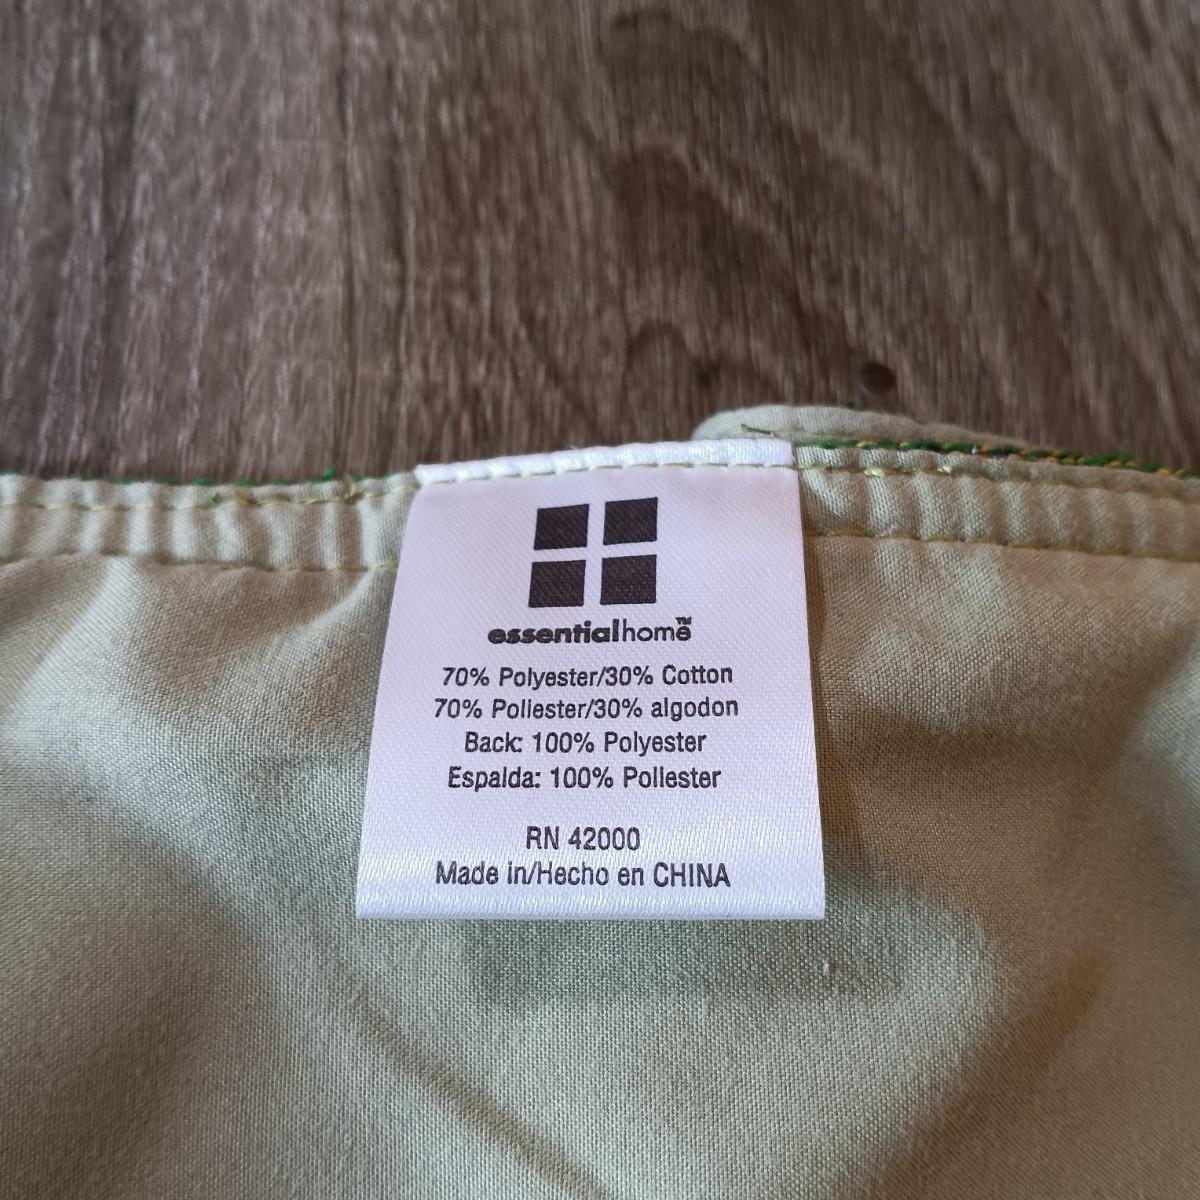 essentialhome™
70% Polyester/30% Cotton
70% Poliester/30% algodon
Back: 100% Polyester
Espalda: 100% Poliester
RN 42000
Made in/Hecho en CHINA